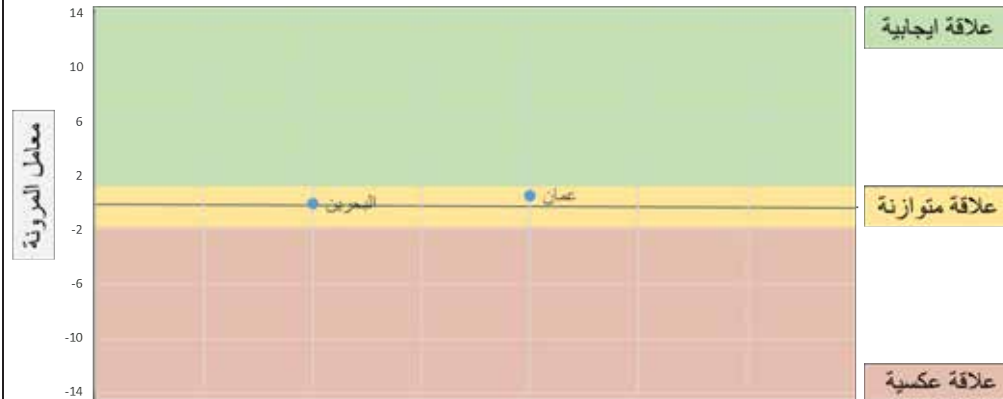 14
علاقة ايجابية
10
6
معامل المرونة
2
عمان
البحرين
علاقة متوازنة
-2
-6
-10
-14
علاقة عكسية